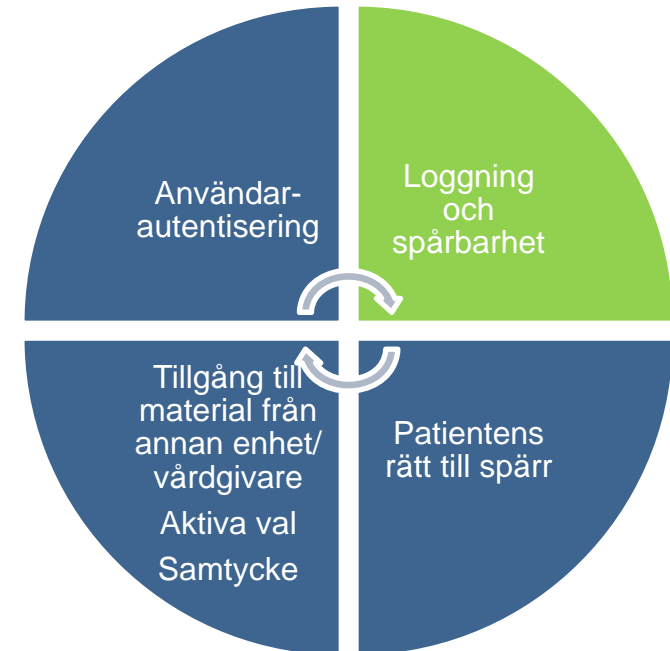 Användar-
autentisering
Loggning
och
spårbarhet
Tillgång till
material från
annan enhet/
vårdgivare
Aktiva val
Samtycke
Patientens
rätt till spärr